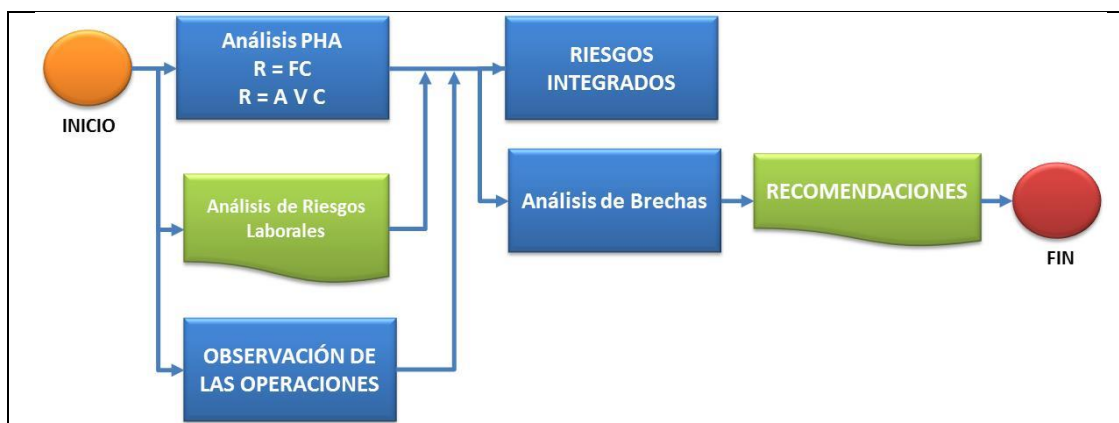 INICIO
Análisis PHA
R = FC
R = A V C
Análisis de Riesgos
Laborales
OBSERVACIÓN DE
LAS OPERACIONES
RIESGOS
INTEGRADOS
Análisis de Brechas
RECOMENDACIONES
FIN